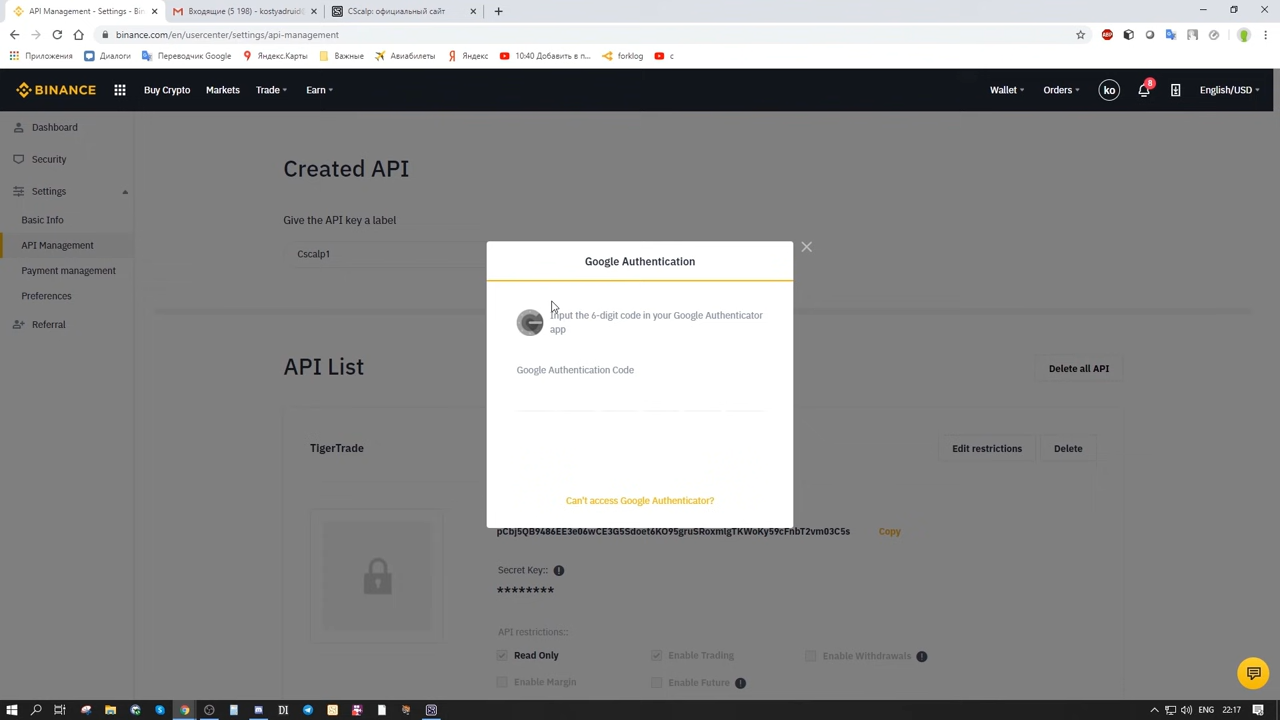 API Management - Settings - Bin
Входящие (5 198) - kostyadruid@
CScalp: официальный сайт
binance.com/en/usercenter/settings/api-management
Приложения
Диалоги
Переводчик Google
Яндекс.Карты
Важные
Авиабилеты
Яндекс
10:40 Добавить в п...
forklog
с
BINANCE
Buy Crypto
Markets
Trade
Earn
Wallet
Orders
ko
8
English/USD
Dashboard
Security
Settings
Basic Info
API Management
Payment management
Preferences
Referral
Created API
Give the API key a label
Cscalp1
Google Authentication
Input the 6-digit code in your Google Authenticator
app
Google Authentication Code
Can't access Google Authenticator?
API List
Delete all API
TigerTrade
Edit restrictions
Delete
pCbj5QB9486EE3e06wCE3G5Sdoet6KO95gruSRoxmlgTKWoKy59cFnbT2vm03C5s
Copy
Secret Key::
********
API restrictions::
Read Only
Enable Trading
Enable Withdrawals
Enable Margin
Enable Future
ENG
22:17